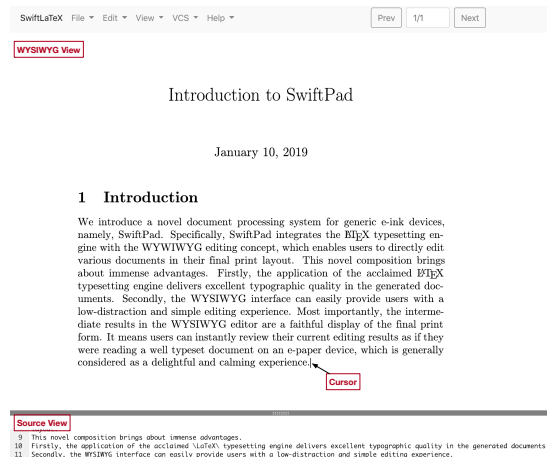 SwiftLaTeX File Edit View VCS Help Prev 1/1 Next
WYSIWYG View
Introduction to SwiftPad
January 10, 2019
1 Introduction
We introduce a novel document processing system for generic e-ink devices,
namely, SwiftPad. Specifically, SwiftPad integrates the LATEX typesetting en-
gine with the WYWIWYG editing concept, which enables users to directly edit
various documents in their final print layout. This novel composition brings
about immense advantages. Firstly, the application of the acclaimed LATEX
typesetting engine delivers excellent typographic quality in the generated doc-
uments. Secondly, the WYSIWYG interface can easily provide users with a
low-distraction and simple editing experience. Most importantly, the interme-
diate results in the WYSIWYG editor are a faithful display of the final print
form. It means users can instantly review their current editing results as if they
were reading a well typeset document on an e-paper device, which is generally
considered as a delightful and calming experience.
Cursor
Source View
9 This novel composition brings about immense advantages.
10 Firstly, the application of the acclaimed \LaTeX\ typesetting engine delivers excellent typographic quality in the generated documents
11 Secondly, the WYSIWYG interface can easily provide users with a low-distraction and simple editing experience.